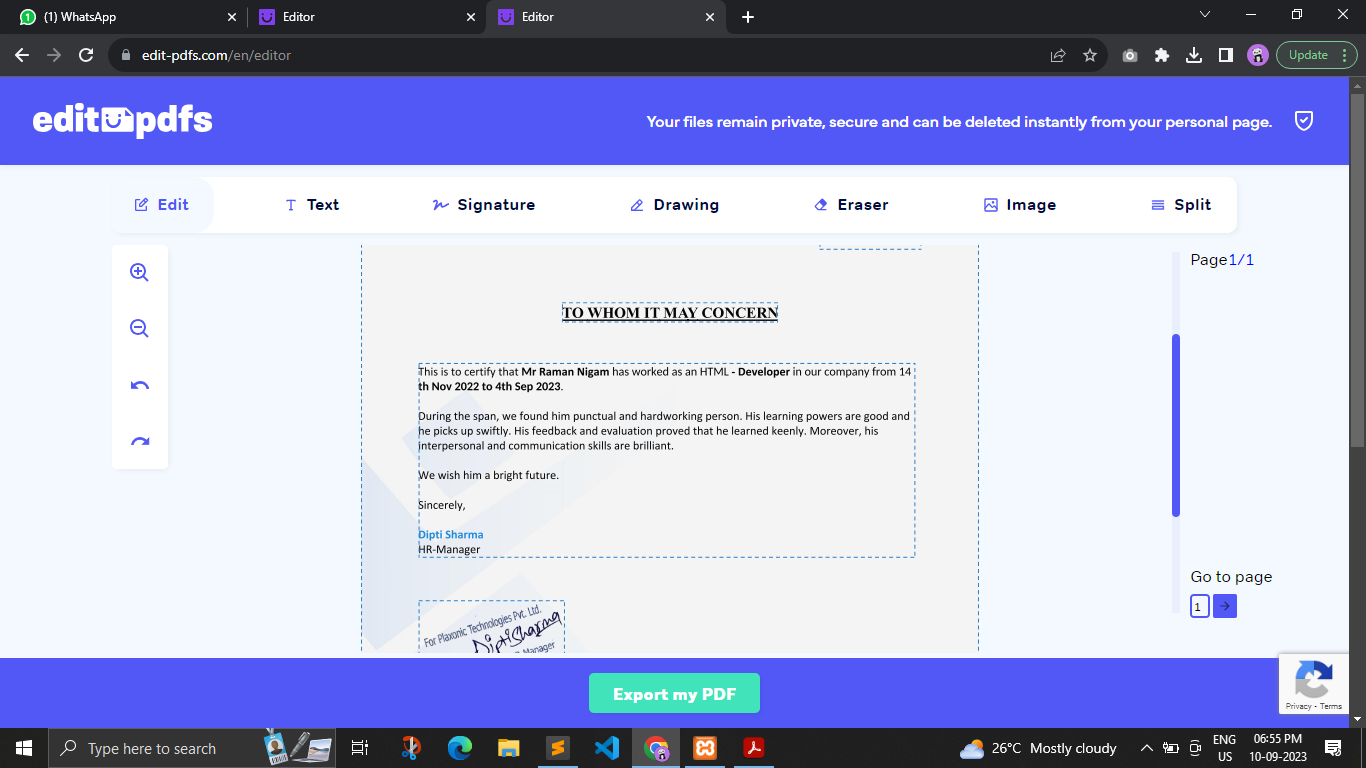 (1) WhatsApp
Editor
Editor
edit-pdfs.com/en/editor
Update
edit pdfs
Your files remain private, secure and can be deleted instantly from your personal page.
Edit
Text
Signature
Drawing
Eraser
Image
Split
Page1/1
TO WHOM IT MAY CONCERN
This is to certify that Mr Raman Nigam has worked as an HTML - Developer in our company from 14
th Nov 2022 to 4th Sep 2023.
During the span, we found him punctual and hardworking person. His learning powers are good and
he picks up swiftly. His feedback and evaluation proved that he learned keenly. Moreover, his
interpersonal and communication skills are brilliant.
We wish him a bright future.
Sincerely,
Dipti Sharma
HR-Manager
For Plaxonic Technologies Pvt. Ltd.
DiptiSharma
Manager
Go to page
1
Export my PDF
Privacy - Terms
Type here to search
26°C Mostly cloudy
ENG
US
06:55 PM
10-09-2023